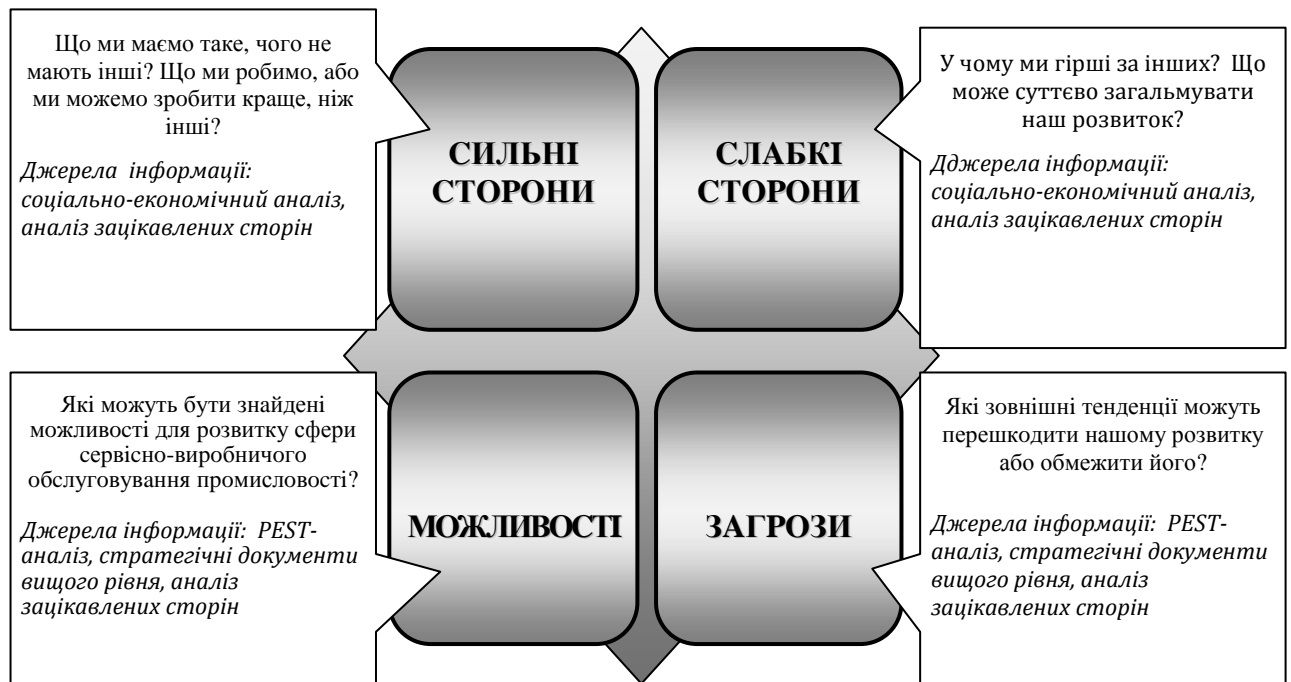 Що ми маємо таке, чого не
мають інші? Що ми робимо, або
ми можемо зробити краще, ніж
інші?
Джерела інформації:
соціально-економічний аналіз,
аналіз зацікавлених сторін
СИЛЬНІ
СТОРОНИ
СЛАБКІ
СТОРОНИ
У чому ми гірші за інших? Що
може суттєво загальмувати
наш розвиток?
Дджерела інформації:
соціально-економічний аналіз,
аналіз зацікавлених сторін
Які можуть бути знайдені
можливості для розвитку сфери
сервісно-виробничого
обслуговування промисловості?
Джерела інформації: PEST-
аналіз, стратегічні документи
вищого рівня, аналіз
зацікавлених сторін
МОЖЛИВОСТІ
ЗАГРОЗИ
Які зовнішні тенденції можуть
перешкодити нашому розвитку
або обмежити його?
Джерела інформації: PEST-
аналіз, стратегічні документи
вищого рівня, аналіз
зацікавлених сторін